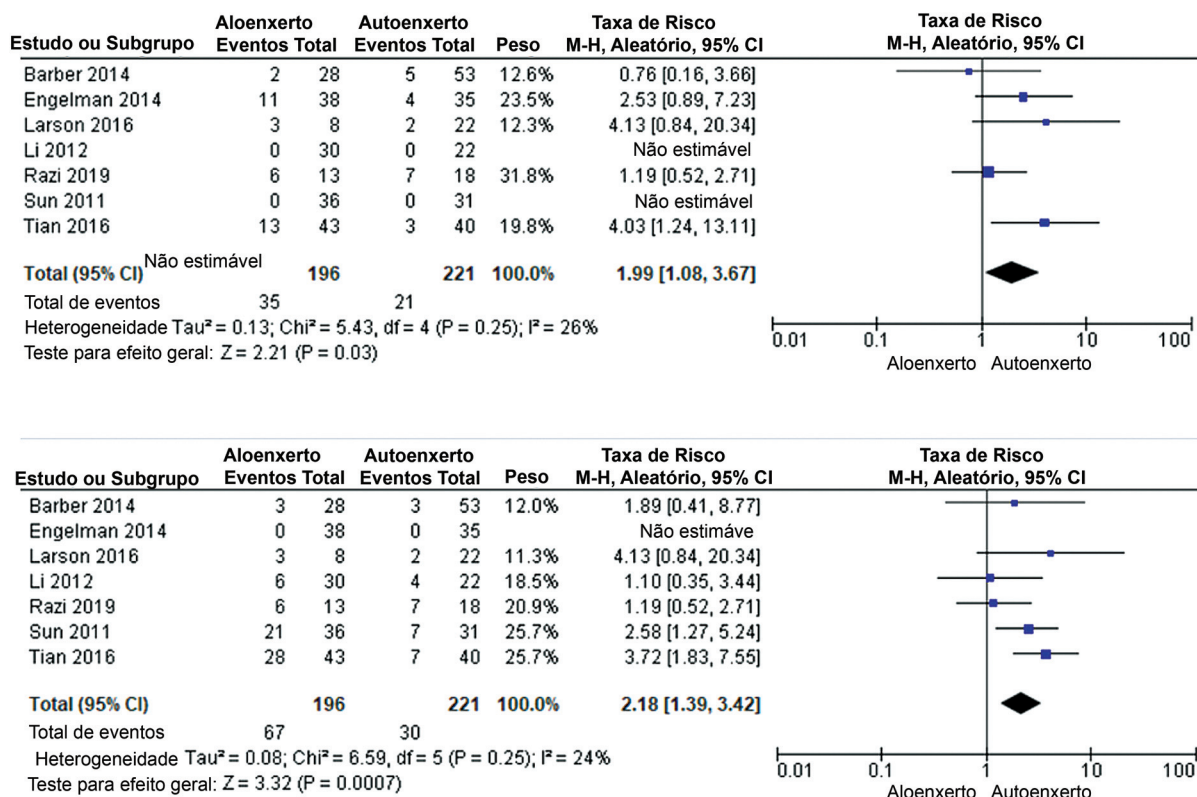 Aloenxerto Autoenxerto Taxa de Risco Taxa de Risco
Estudo ou Subgrupo Eventos Total Eventos Total Peso M-H, Aleatório, 95% CI M-H, Aleatório, 95% CI
Barber 2014 2 28 5 53 12.6% 0.76 [0.16, 3.66]
Engelman 2014 11 38 4 35 23.5% 2.53 [0.89, 7.23]
Larson 2016 3 8 2 22 12.3% 4.13 [0.84, 20.34]
Li 2012 0 30 0 22 Não estimável
Razi 2019 6 13 7 18 31.8% 1.19 [0.52, 2.71]
Sun 2011 0 36 0 31 Não estimável
Tian 2016 13 43 3 40 19.8% 4.03 [1.24, 13.11]
Total (95% CI) Não estimável 196 221 100.0% 1.99 [1.08, 3.67]
Total de eventos 35 21
Heterogeneidade Tau² = 0.13; Chi² = 5.43, df = 4 (P = 0.25); I² = 26%
Teste para efeito geral: Z = 2.21 (P = 0.03)
0.01 0.1 1 10 100
Aloenxerto Autoenxerto
Aloenxerto Autoenxerto Taxa de Risco Taxa de Risco
Estudo ou Subgrupo Eventos Total Eventos Total Peso M-H, Aleatório, 95% CI M-H, Aleatório, 95% CI
Barber 2014 3 28 3 53 12.0% 1.89 [0.41, 8.77]
Engelman 2014 0 38 0 35 Não estimáve
Larson 2016 3 8 2 22 11.3% 4.13 [0.84, 20.34]
Li 2012 6 30 4 22 18.5% 1.10 [0.35, 3.44]
Razi 2019 6 13 7 18 20.9% 1.19 [0.52, 2.71]
Sun 2011 21 36 7 31 25.7% 2.58 [1.27, 5.24]
Tian 2016 28 43 7 40 25.7% 3.72 [1.83, 7.55]
Total (95% CI) 196 221 100.0% 2.18 [1.39, 3.42]
Total de eventos 67 30
Heterogeneidade Tau² = 0.08; Chi² = 6.59, df = 5 (P = 0.25); I² = 24%
Teste para efeito geral: Z = 3.32 (P = 0.0007)
0.01 0.1 1 10 100
Aloenxerto Autoenxerto